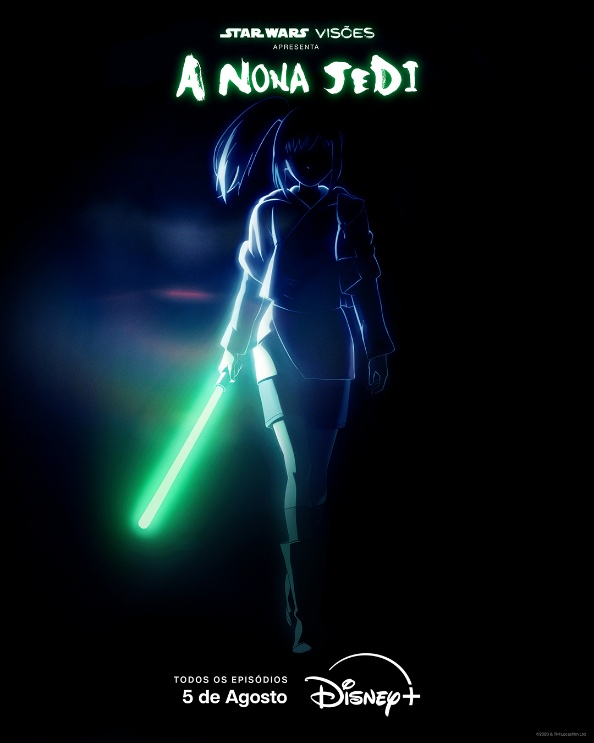 STAR WARS VISÕES
APRESENTA
A NONA JEDI
TODOS OS EPISÓDIOS
5 de Agosto
Disney+